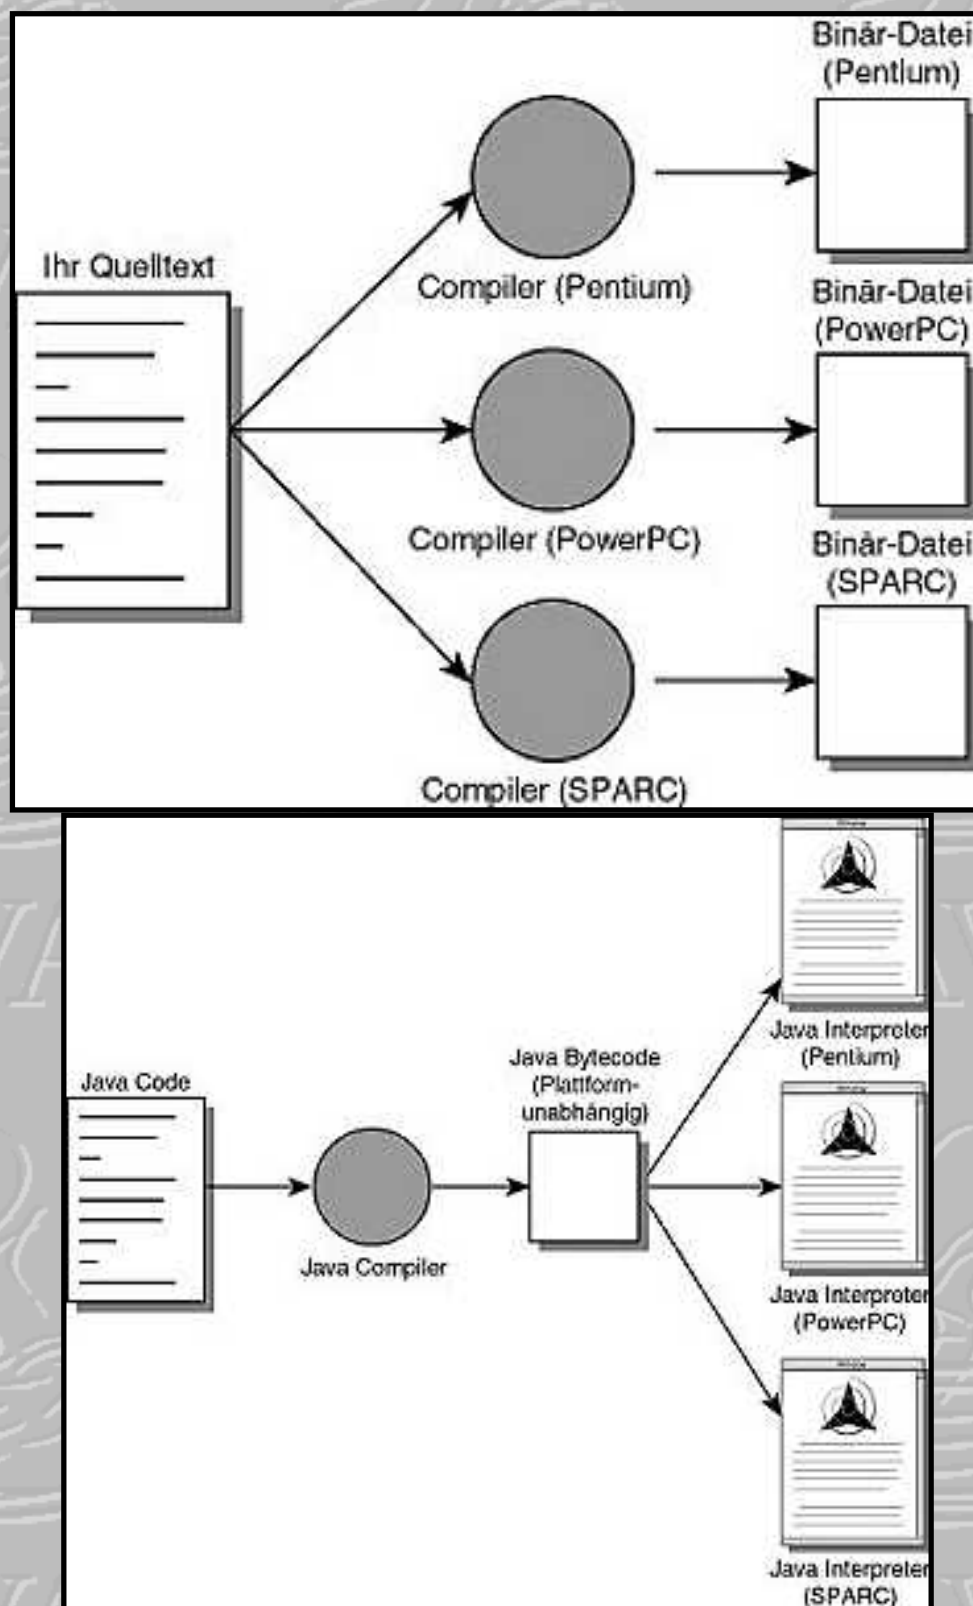 Binär-Datei
(Pentium)
Ihr Quelltext
Compiler (Pentium)
Binär-Datei
(PowerPC)
Compiler (PowerPC)
Binär-Datei
(SPARC)
Compiler (SPARC)
Java Interpreter
(Pentium)
Java Bytecode
(Plattform-
unabhängig)
Java Code
Java Compiler
Java Interpreter
(PowerPC)
Java Interpreter
(SPARC)